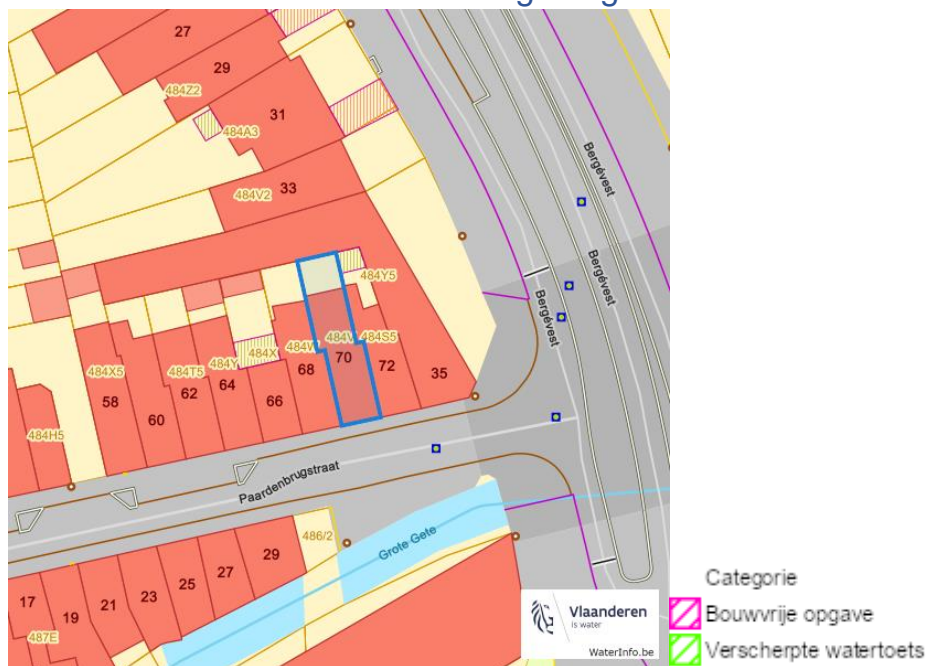 27
29
484Z2
31
484A3
33
484V2
Bergévest
Bergévest
Bergévest
484Y5
484X5
58
60
484T5
62
484Y
64
484X
66
484W
68
484V
70
484S5
72
35
484H5
Paardenbrugstraat
486/2
Grote Gete
17
19
21
23
25
27
29
487E
Vlaanderen
is water
WaterInfo.be
Categorie
Bouwvrije opgave
Verscherpte watertoets